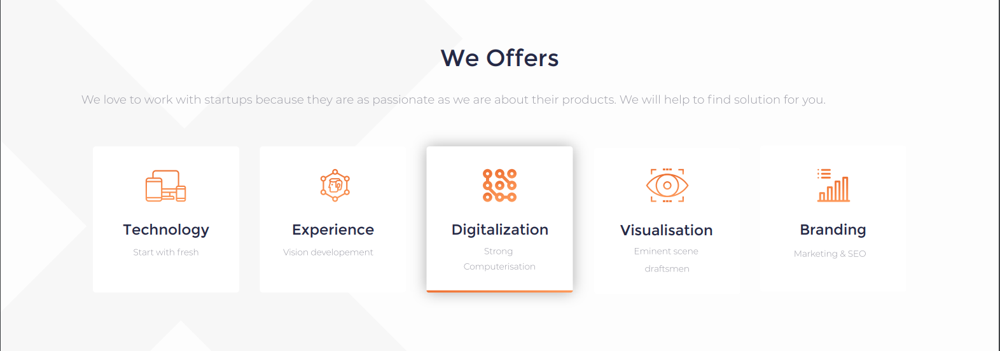 We Offers
We love to work with startups because they are as passionate as we are about their products. We will help to find solution for you.
Technology
Start with fresh
Experience
Vision developement
Digitalization
Strong
Computerisation
Visualisation
Eminent scene
draftsmen
Branding
Marketing & SEO